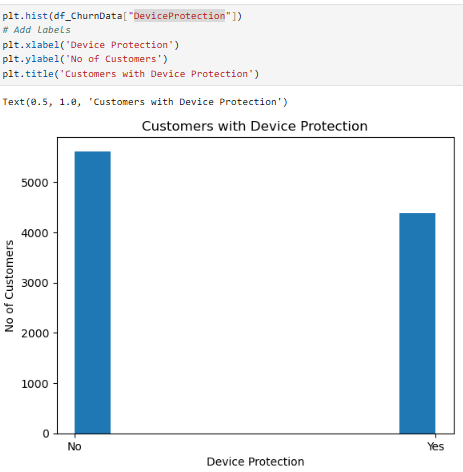 plt.hist(df_ChurnData["DeviceProtection"])
# Add labels
plt.xlabel('Device Protection')
plt.ylabel('No of Customers')
plt.title('Customers with Device Protection')
Text(0.5, 1.0, 'Customers with Device Protection')
Customers with Device Protection
No of Customers
5000
4000
3000
2000
1000
0
No Yes
Device Protection